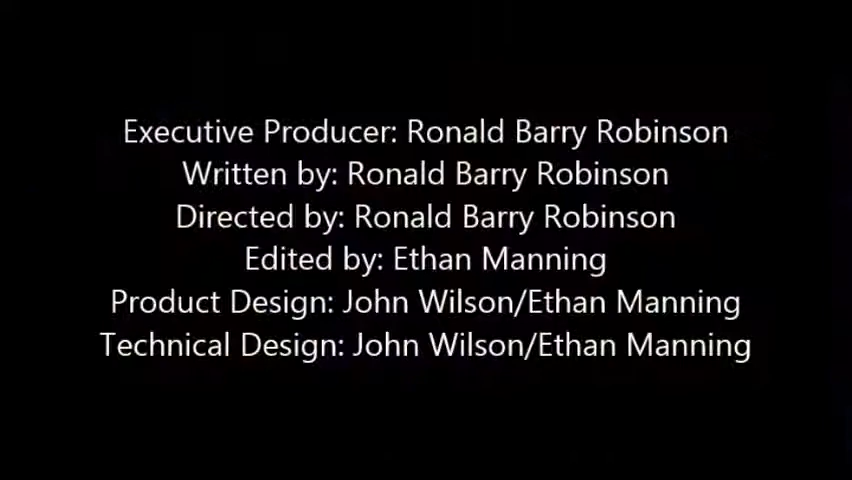 Executive Producer: Ronald Barry Robinson
Written by: Ronald Barry Robinson
Directed by: Ronald Barry Robinson
Edited by: Ethan Manning
Product Design: John Wilson/Ethan Manning
Technical Design: John Wilson/Ethan Manning